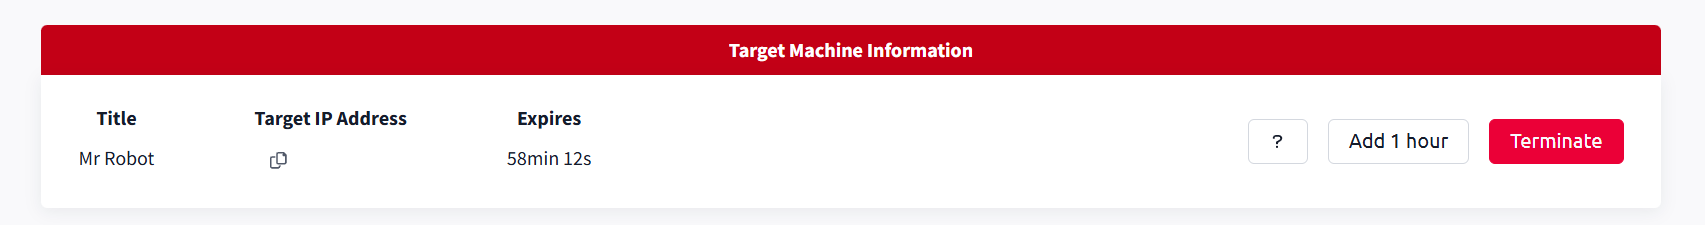 Target Machine Information
Title Target IP Address Expires
Mr Robot 58min 12s
? Add 1 hour Terminate